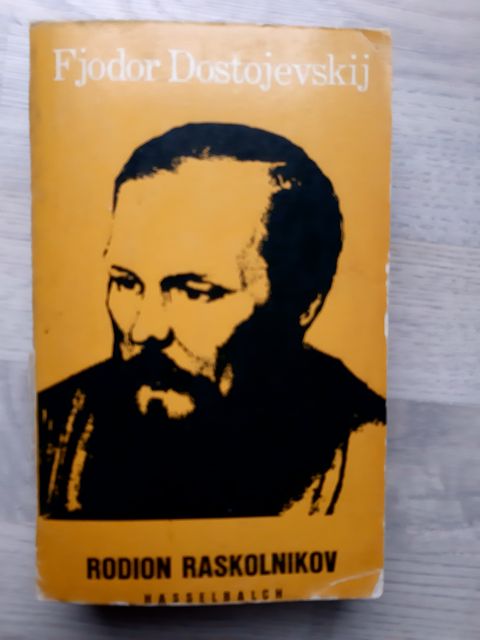 Fjodor Dostojevskij
RODION RASKOLNIKOV
HASSELBALCH